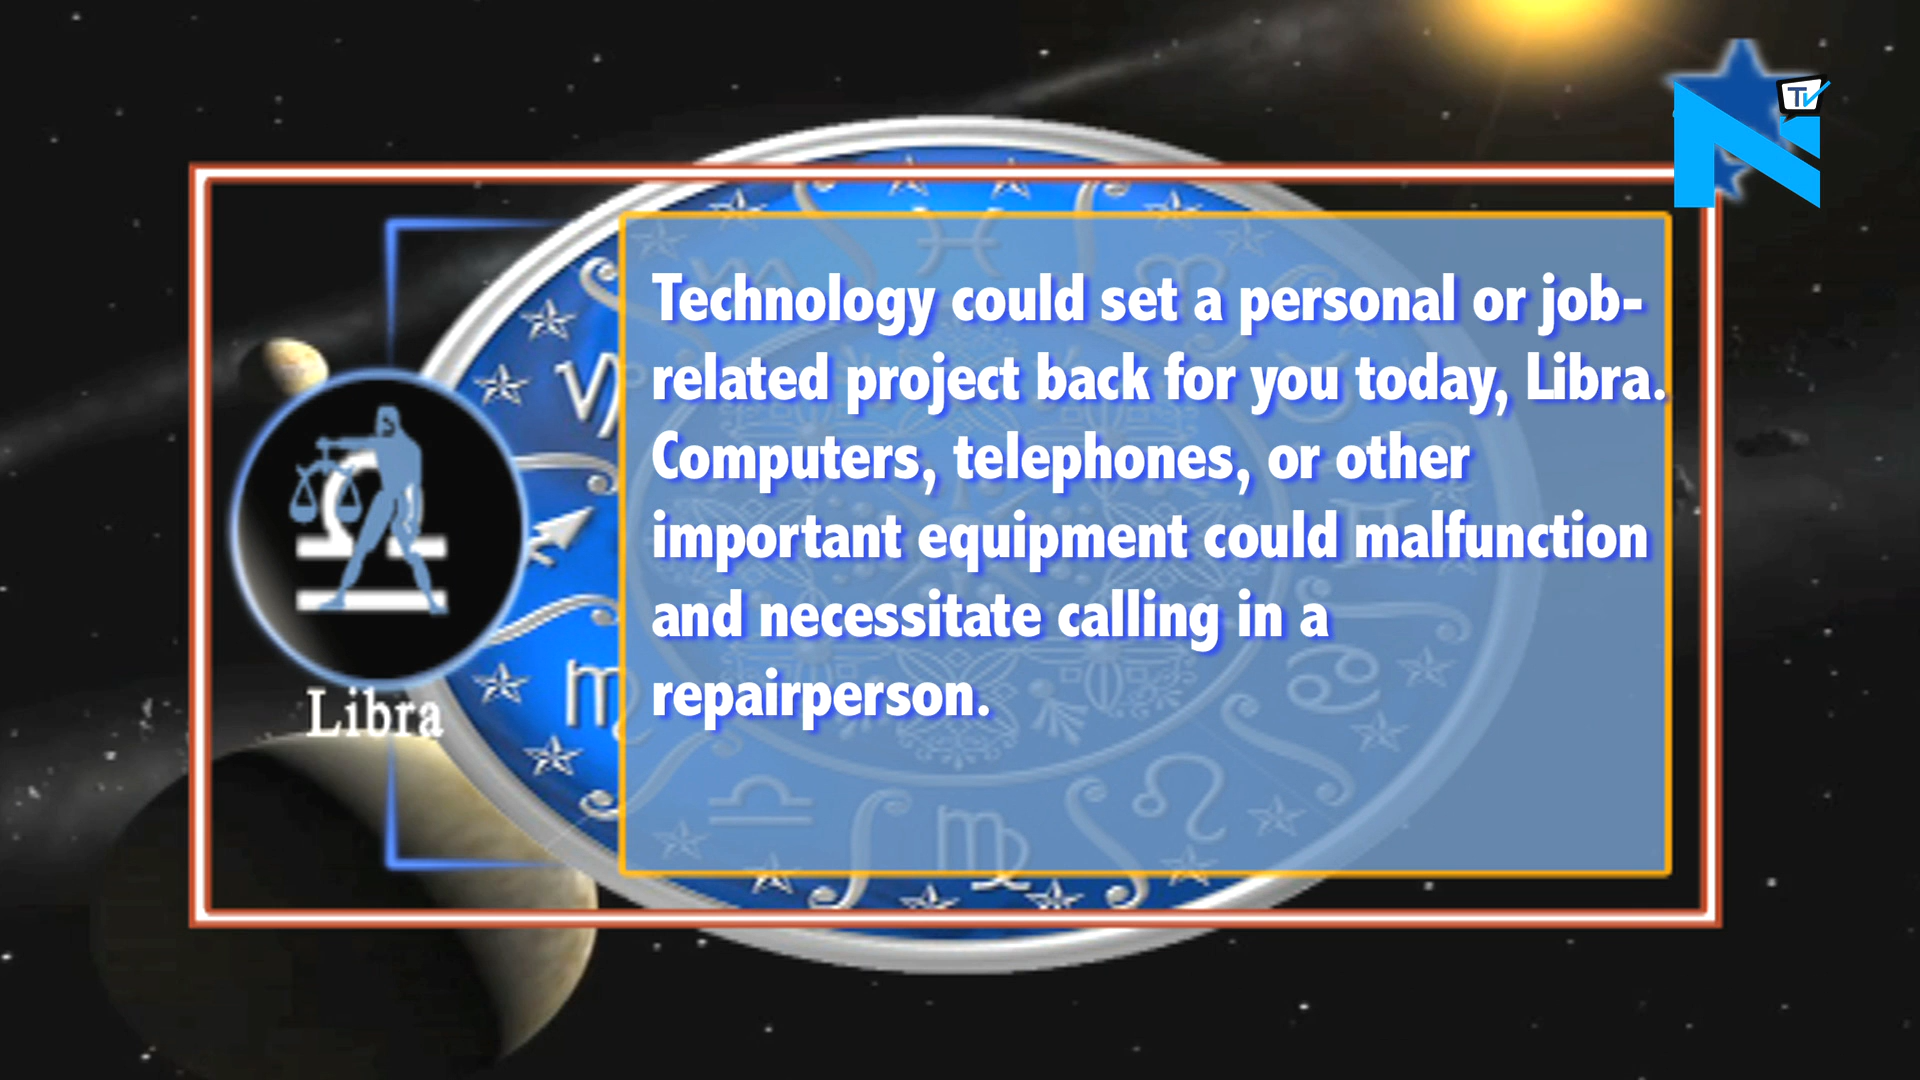 TV
N
Technology could set a personal or job-
related project back for you today, Libra.
Computers, telephones, or other
important equipment could malfunction
and necessitate calling in a
repairperson.
Libra